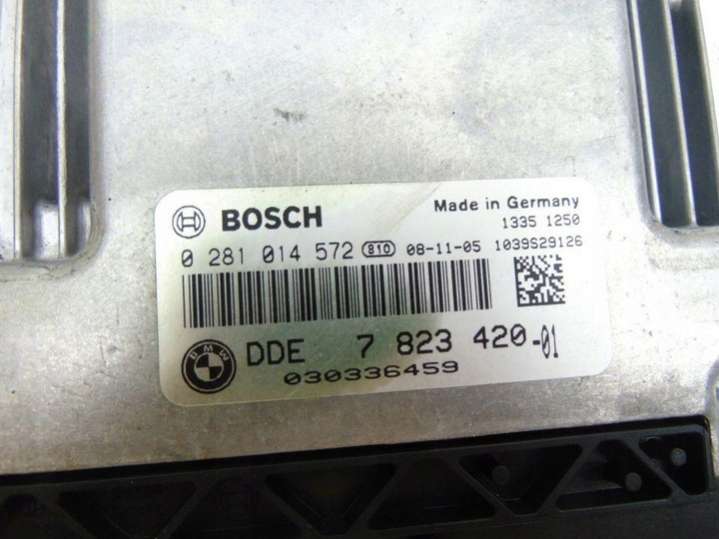 BOSCH Made in Germany
1335 1250
0 281 014 572 810 08-11-05 1039S29126
BMW DDE 7 823 420-01
030336459